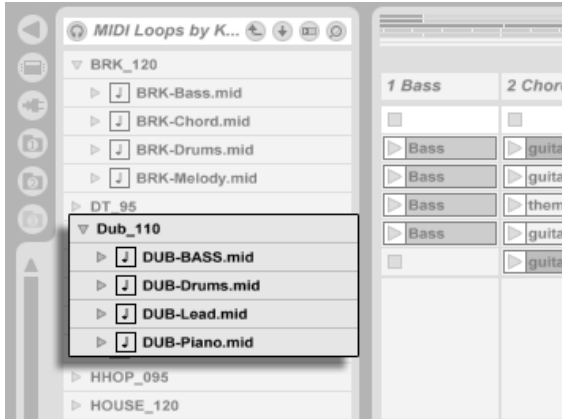 MIDI Loops by K...
BRK_120
BRK-Bass.mid
BRK-Chord.mid
BRK-Drums.mid
BRK-Melody.mid
DT_95
Dub_110
DUB-BASS.mid
DUB-Drums.mid
DUB-Lead.mid
DUB-Piano.mid
HHOP_095
HOUSE_120
1
2
1 Bass
2 Chor
Bass
guita
Bass
guita
Bass
them
Bass
guita
guita